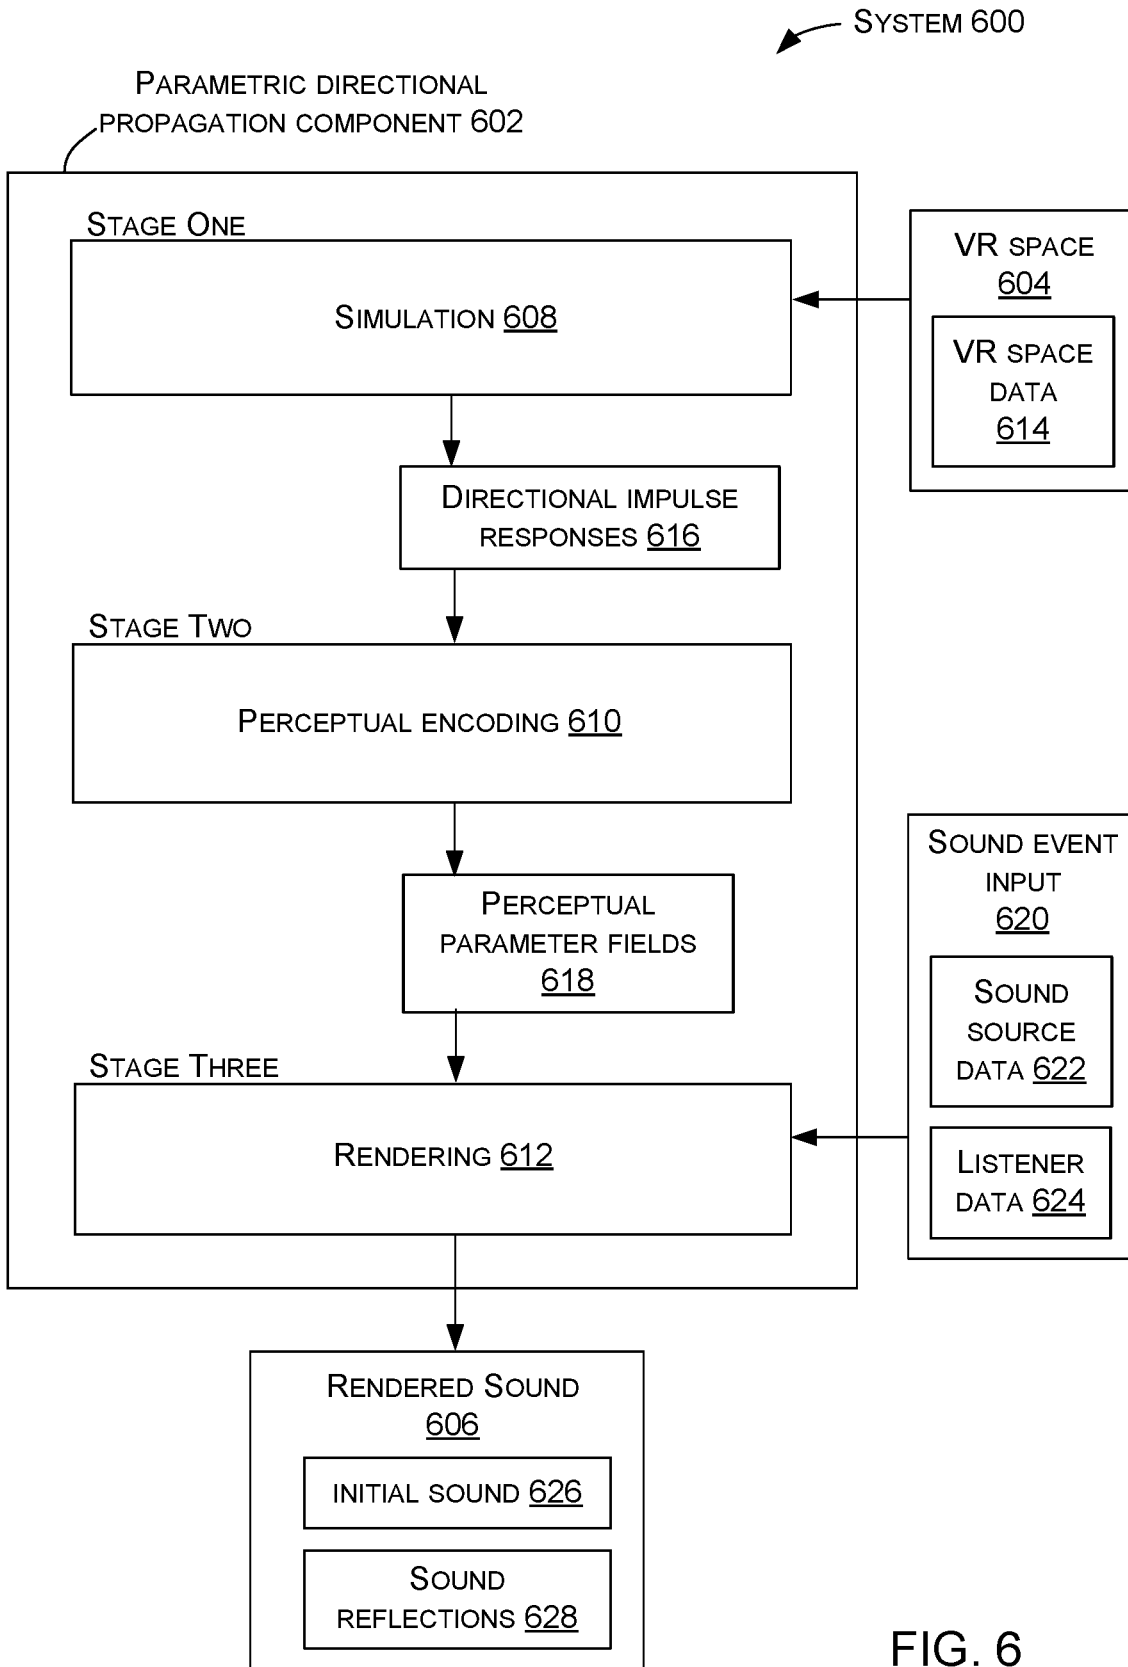 SYSTEM 600
PARAMETRIC DIRECTIONAL
PROPAGATION COMPONENT 602
STAGE ONE
SIMULATION 608
VR SPACE
604
VR SPACE
DATA
614
DIRECTIONAL IMPULSE
RESPONSES 616
STAGE TWO
PERCEPTUAL ENCODING 610
PERCEPTUAL
PARAMETER FIELDS
618
SOUND EVENT
INPUT
620
SOUND
SOURCE
DATA 622
LISTENER
DATA 624
STAGE THREE
RENDERING 612
RENDERED SOUND
606
INITIAL SOUND 626
SOUND
REFLECTIONS 628
FIG. 6